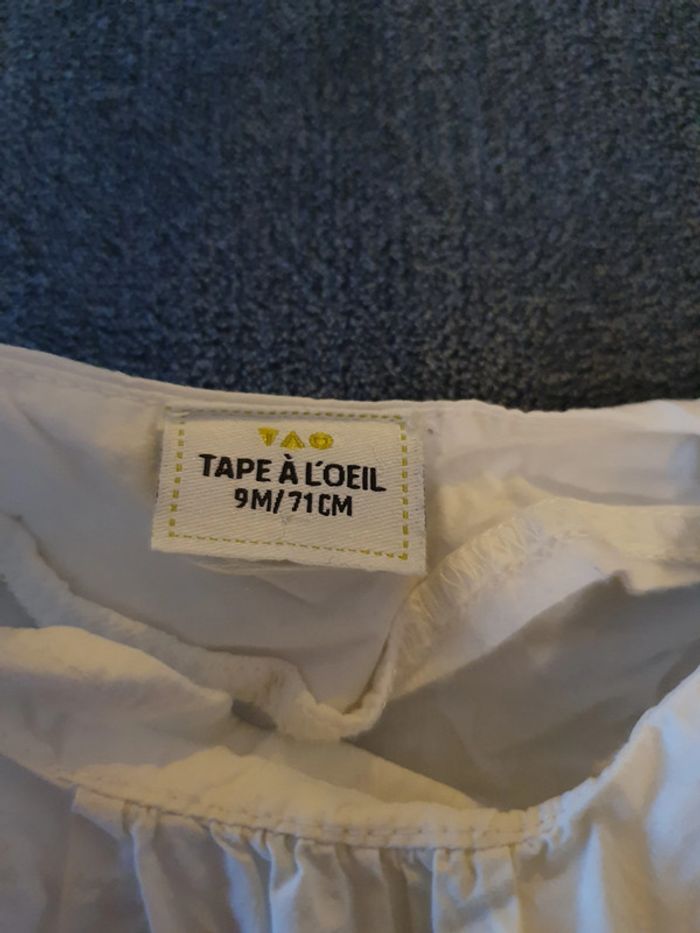 TAO
TAPE À L'OEIL
9M/71CM